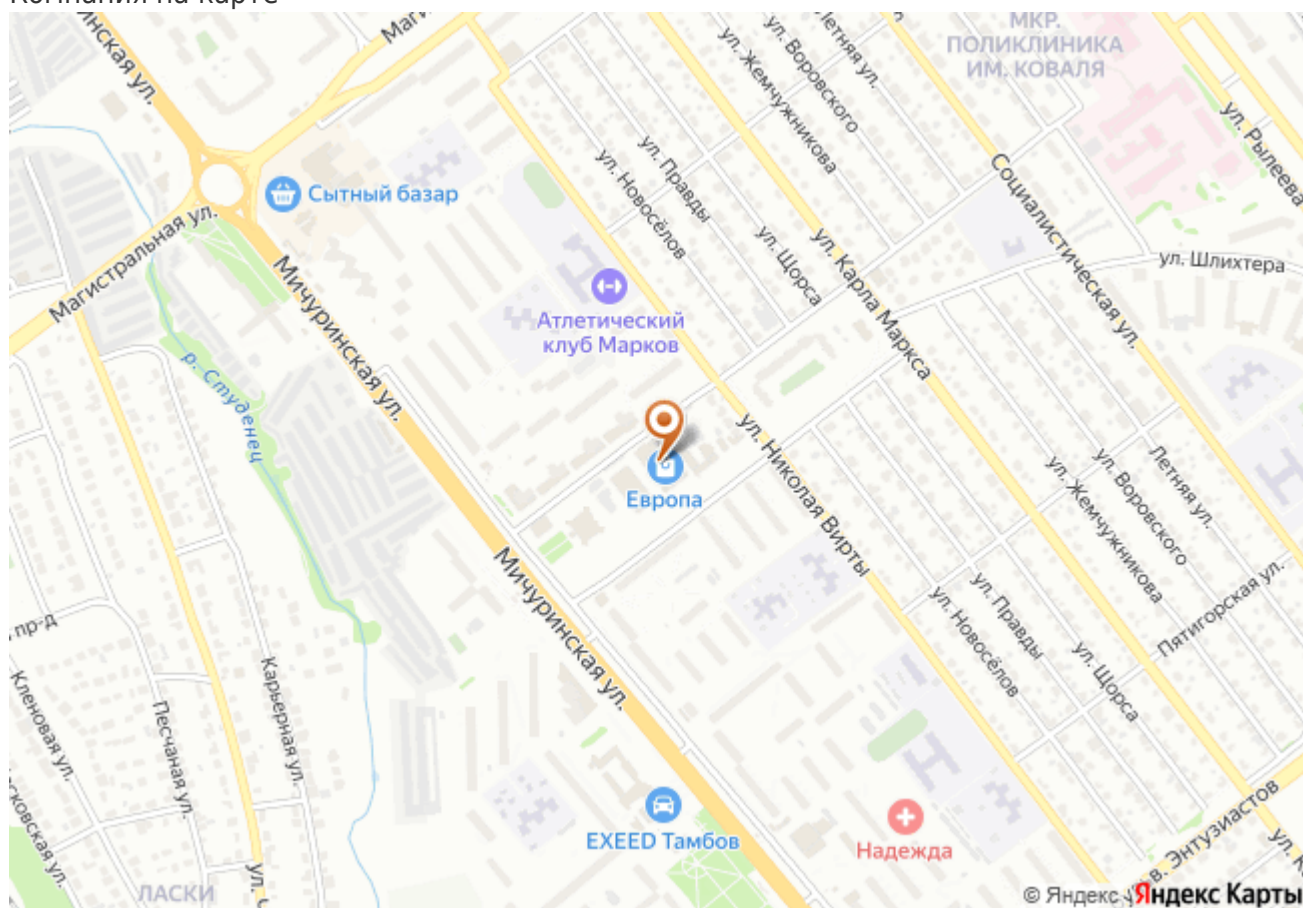 Компания на карте
Маги
МКР.
ПОЛИКЛИНИКА
ИМ. КОВАЛЯ
Летняя ул.
ул. Воровского
ул. Жемчужникова
ул. Рылеева
Сытный базар
ул. Правды
ул. Новосёлов
ул. Щорса
Социалистическая ул.
ул. Шлихтера
Магистральная ул.
Мичуринская ул.
ул. Карла Маркса
Атлетический
клуб Марков
р. Студенец
ул. Николая Вирты
Европа
Летняя ул.
ул. Воровского
ул. Жемчужникова
Мичуринская ул.
Пятигорская ул.
ул. Правды
ул. Новосёлов
ул. Щорса
пр-д
Кленовая ул.
Песчаная ул.
Карьерная ул.
EXEED Тамбов
Надежда
в. Энтузиастов
ЛАСКИ
© Яндекс Яндекс Карты